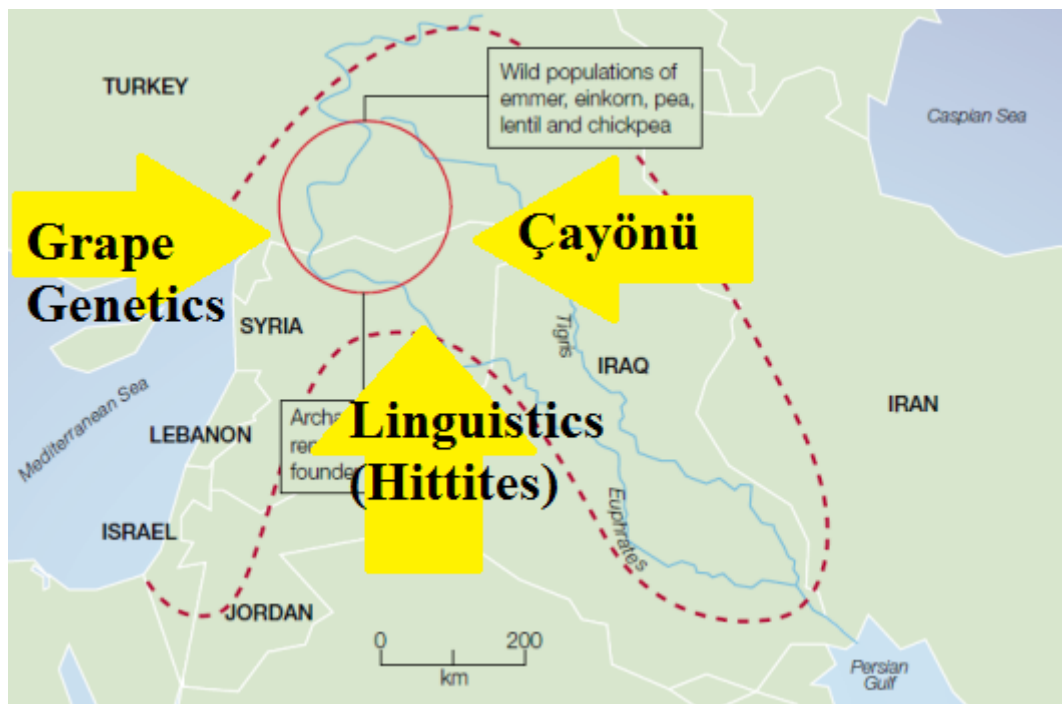 TURKEY
Wild populations of
emmer, einkorn, pea,
lentil and chickpea
Caspian Sea
Grape
Genetics
Çayönü
SYRIA
Tigris
IRAQ
IRAN
Mediterranean Sea
LEBANON
Linguistics
(Hittites)
ISRAEL
Euphrates
JORDAN
0
200
km
Persian
Gulf